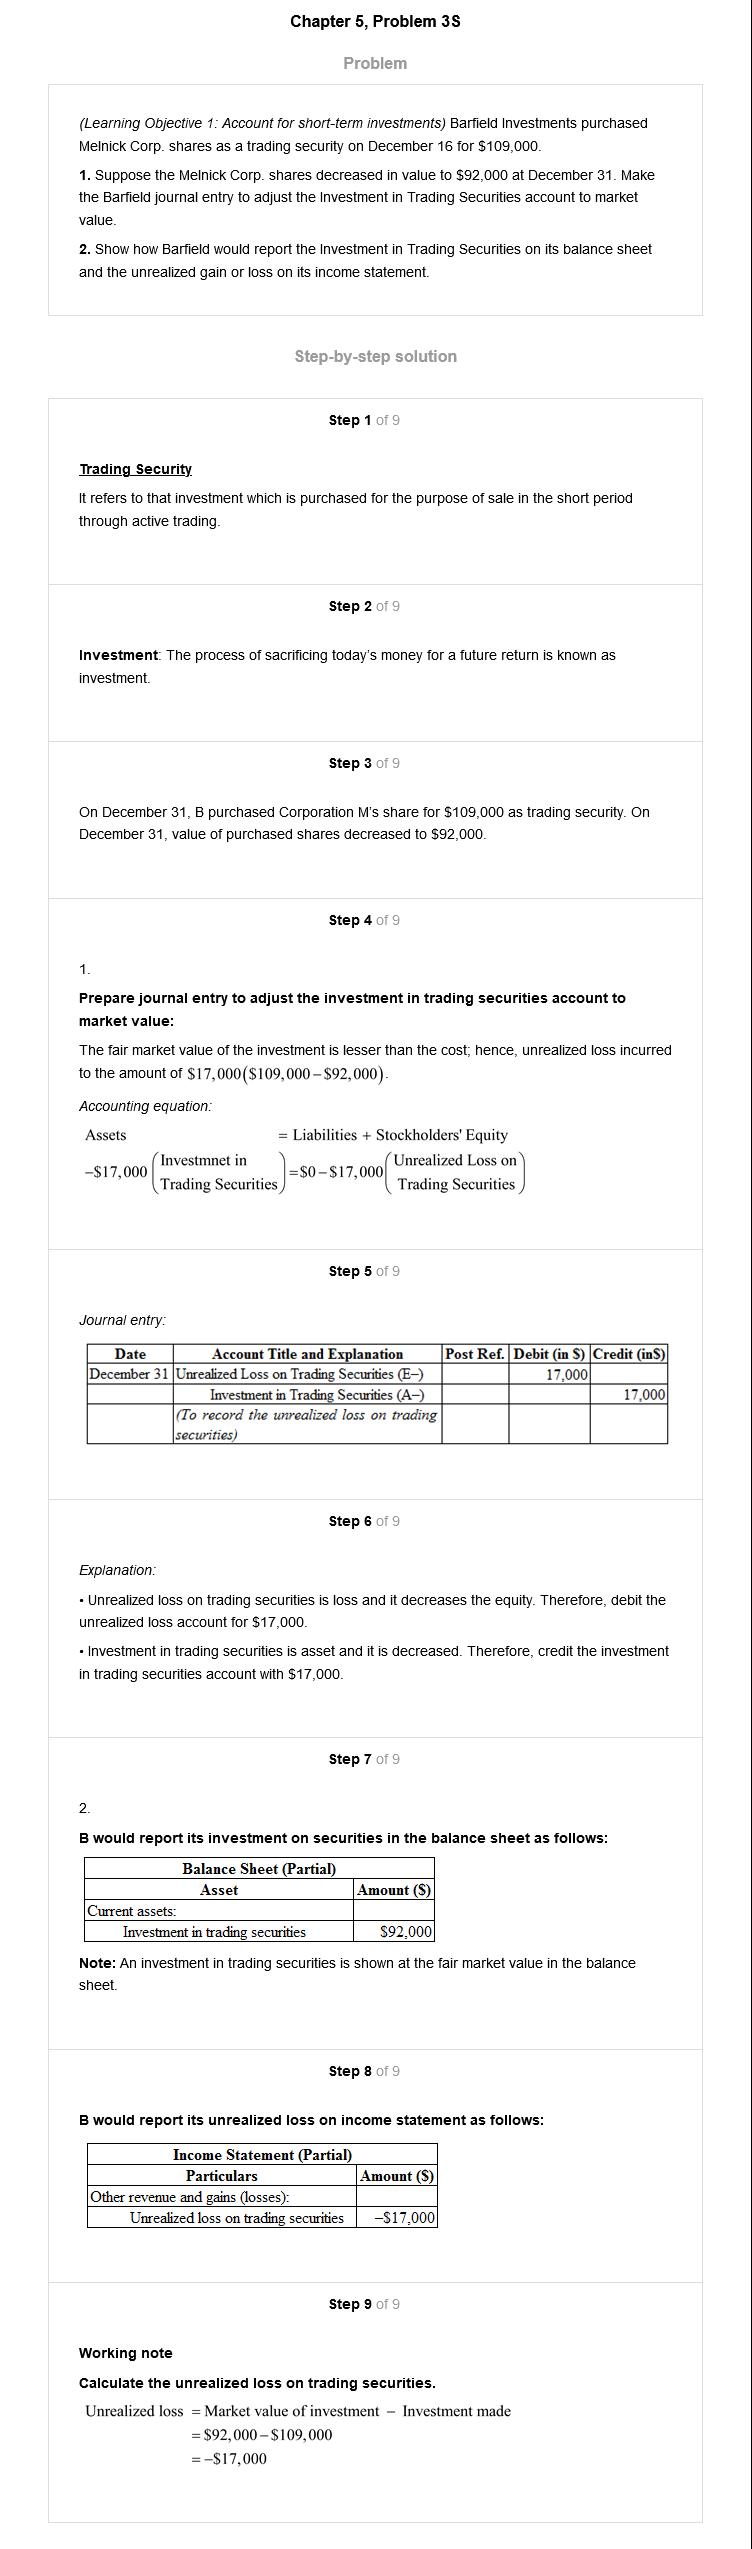 Chapter 5, Problem 3S
Problem
(Learning Objective 1: Account for short-term investments) Barfield Investments purchased
Melnick Corp. shares as a trading security on December 16 for $109,000.
1. Suppose the Melnick Corp. shares decreased in value to $92,000 at December 31. Make
the Barfield journal entry to adjust the Investment in Trading Securities account to market
value.
2. Show how Barfield would report the Investment in Trading Securities on its balance sheet
and the unrealized gain or loss on its income statement.
Step-by-step solution
Step 1 of 9
Trading Security
It refers to that investment which is purchased for the purpose of sale in the short period
through active trading.
Step 2 of 9
Investment: The process of sacrificing today's money for a future return is known as
investment.
Step 3 of 9
On December 31, B purchased Corporation M's share for $109,000 as trading security. On
December 31, value of purchased shares decreased to $92,000.
Step 4 of 9
1.
Prepare journal entry to adjust the investment in trading securities account to
market value:
The fair market value of the investment is lesser than the cost; hence, unrealized loss incurred
to the amount of $17,000($109,000–$92,000).
Accounting equation:
Assets = Liabilities + Stockholders' Equity
–$17,000 (Investmnet in Trading Securities) = $0 – $17,000 (Unrealized Loss on Trading Securities)
Step 5 of 9
Journal entry:
Date Account Title and Explanation Post Ref. Debit (in $) Credit (in$)
December 31 Unrealized Loss on Trading Securities (E–) 17,000
Investment in Trading Securities (A–) 17,000
(To record the unrealized loss on trading
securities)
Step 6 of 9
Explanation:
• Unrealized loss on trading securities is loss and it decreases the equity. Therefore, debit the
unrealized loss account for $17,000.
• Investment in trading securities is asset and it is decreased. Therefore, credit the investment
in trading securities account with $17,000.
Step 7 of 9
2.
B would report its investment on securities in the balance sheet as follows:
Balance Sheet (Partial)
Asset Amount ($)
Current assets:
Investment in trading securities $92,000
Note: An investment in trading securities is shown at the fair market value in the balance
sheet.
Step 8 of 9
B would report its unrealized loss on income statement as follows:
Income Statement (Partial)
Particulars Amount ($)
Other revenue and gains (losses):
Unrealized loss on trading securities –$17,000
Step 9 of 9
Working note
Calculate the unrealized loss on trading securities.
Unrealized loss = Market value of investment – Investment made
= $92,000 – $109,000
= –$17,000